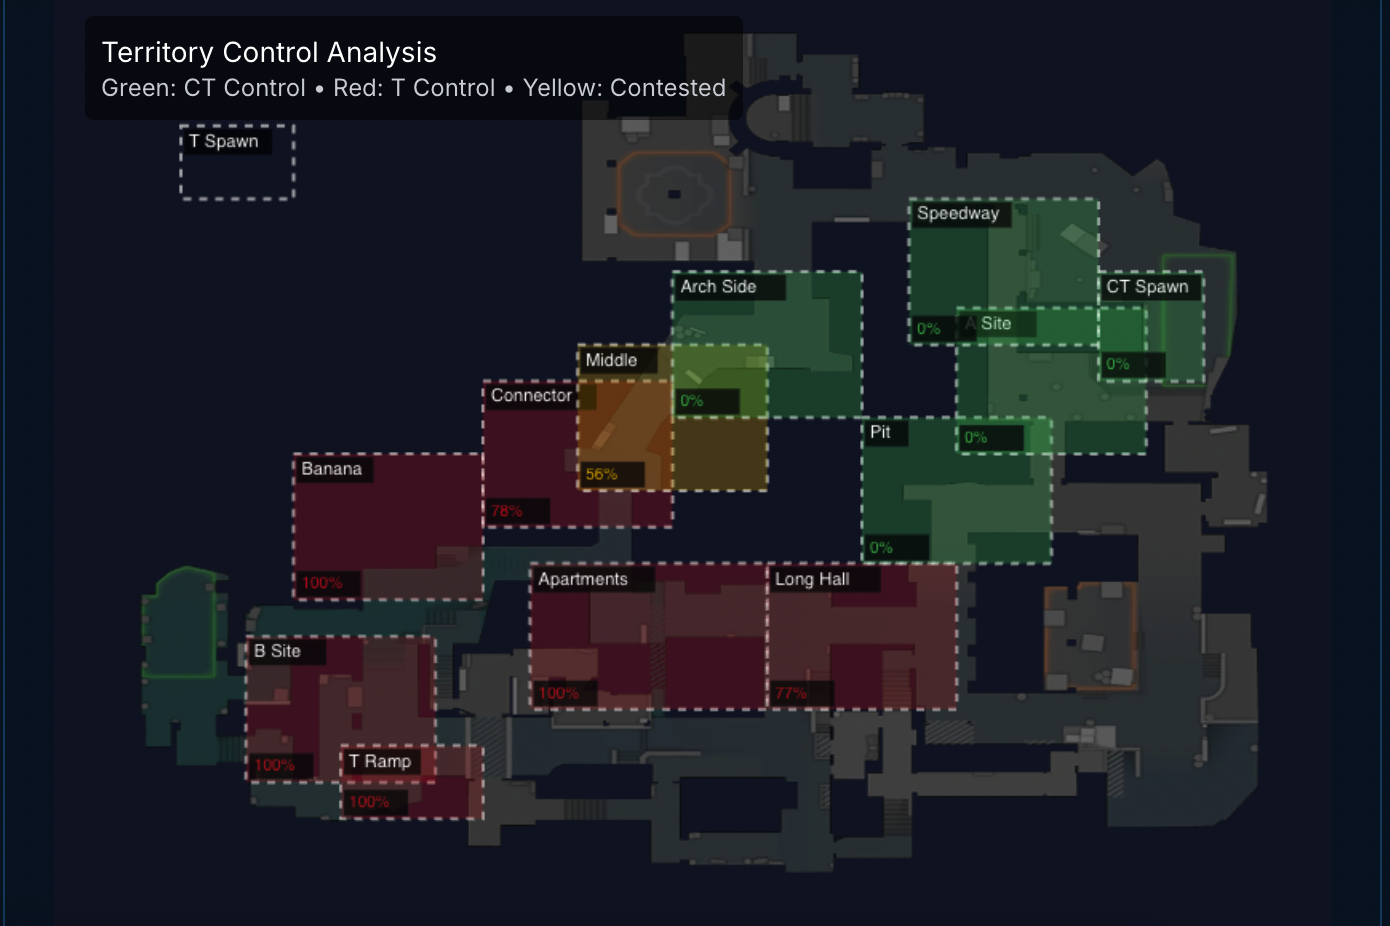 Territory Control Analysis
Green: CT Control • Red: T Control • Yellow: Contested
T Spawn
Speedway
0%
Arch Side
0%
CT Spawn
0%
A Site
0%
Middle
56%
Connector
78%
Pit
0%
Banana
100%
Apartments
100%
Long Hall
77%
B Site
100%
T Ramp
100%